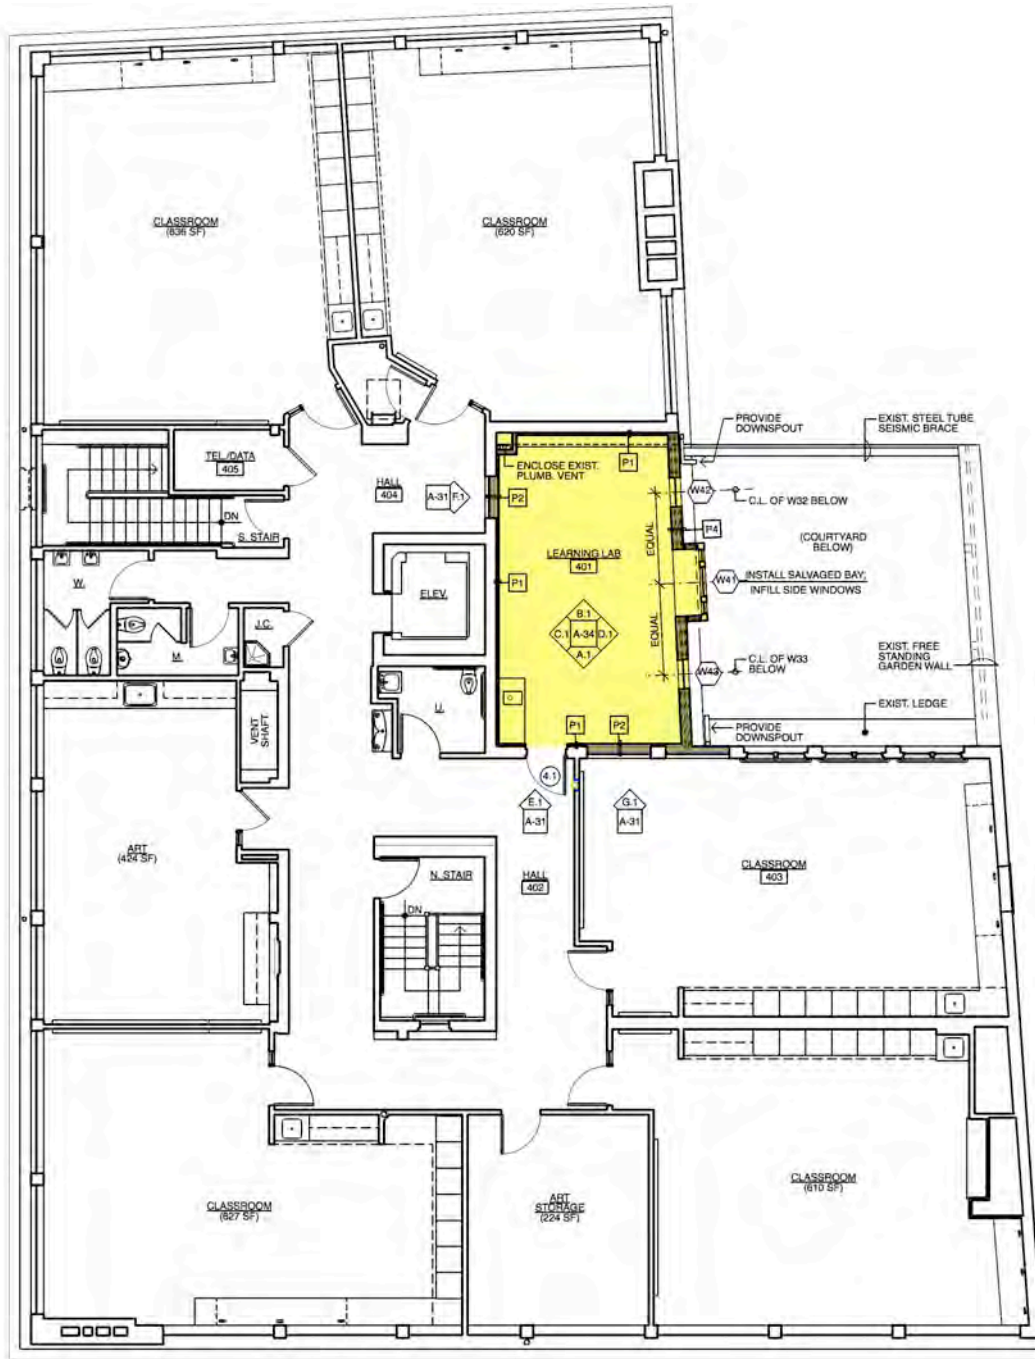 CLASSROOM
(636 SF)
CLASSROOM
(620 SF)
PROVIDE
DOWNSPOUT
EXIST. STEEL TUBE
SEISMIC BRACE
TEL./DATA
405
ENCLOSE EXIST.
PLUMB. VENT
P1
HALL
404
A-31
F.1
P2
W42
C.L. OF W32 BELOW
DN
S. STAIR
P4
EQUAL
(COURTYARD
BELOW)
LEARNING LAB
401
W.
P1
ELEV.
W41
INSTALL SALVAGED BAY;
INFILL SIDE WINDOWS
B.1
C.1
A-34
D.1
A.1
EQUAL
J.C.
M.
EXIST. FREE
STANDING
GARDEN WALL
W42
C.L. OF W33
BELOW
U.
EXIST. LEDGE
VENT
SHAFT
P1
P2
PROVIDE
DOWNSPOUT
4.1
E.1
A-31
G.1
A-31
ART
(424 SF)
N. STAIR
HALL
402
CLASSROOM
403
DN
CLASSROOM
(627 SF)
ART
STORAGE
(224 SF)
CLASSROOM
(610 SF)